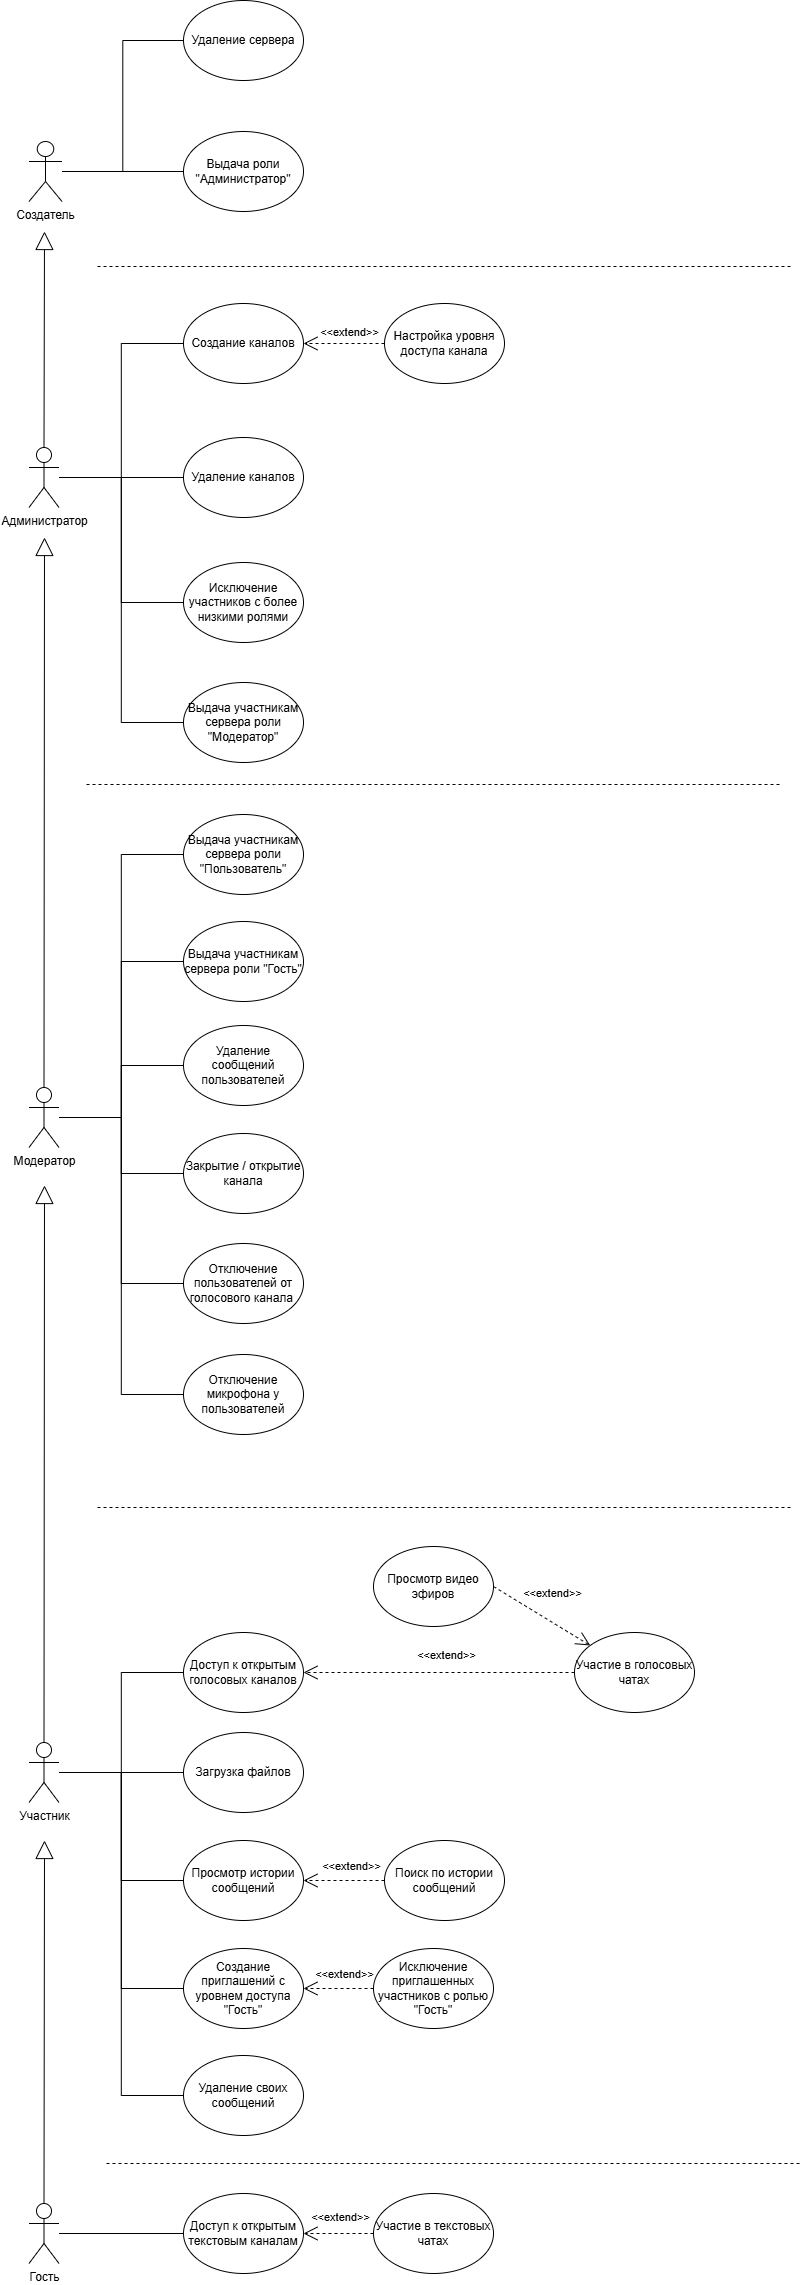 Удаление сервера
Выдача роли
"Администратор"
Создатель
Создание каналов
<<extend>>
Настройка уровня
доступа канала
Удаление каналов
Администратор
Исключение
участников с более
низкими ролями
Выдача участникам
сервера роли
"Модератор"
Выдача участникам
сервера роли
"Пользователь"
Выдача участникам
сервера роли "Гость"
Удаление
сообщений
пользователей
Модератор
Закрытие / открытие
канала
Отключение
пользователей от
голосового канала
Отключение
микрофона у
пользователей
Просмотр видео
эфиров
<<extend>>
Доступ к открытым
голосовых каналов
<<extend>>
Участие в голосовых
чатах
Загрузка файлов
Участник
Просмотр истории
сообщений
<<extend>>
Поиск по истории
сообщений
Создание
приглашений с
уровнем доступа
"Гость"
<<extend>>
Исключение
приглашенных
участников с ролью
"Гость"
Удаление своих
сообщений
Доступ к открытым
текстовым каналам
<<extend>>
Участие в текстовых
чатах
Гость